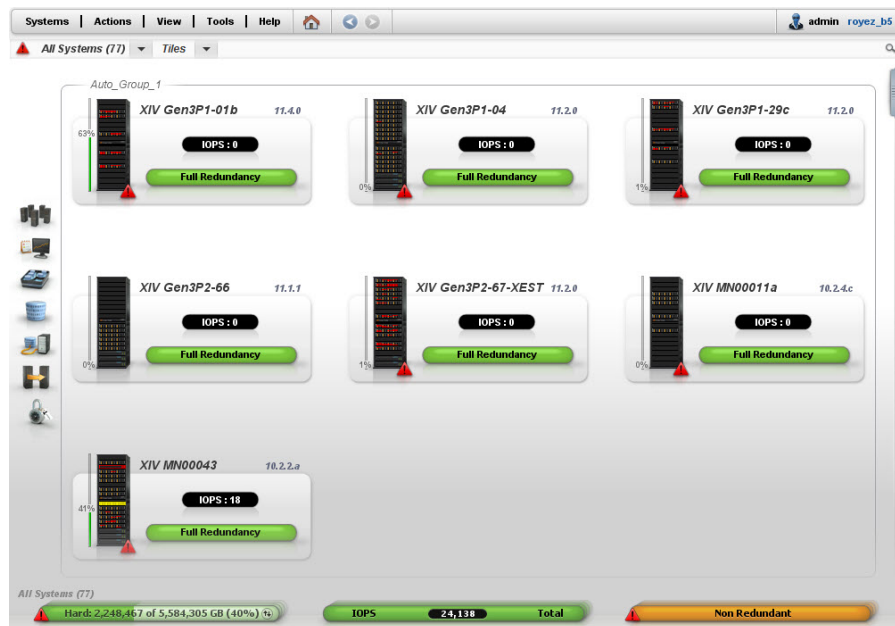 Systems | Actions | View | Tools | Help admin royez_b5
All Systems (77) Tiles
Auto_Group_1
XIV Gen3P1-01b 11.4.0
63%
IOPS : 0
Full Redundancy
XIV Gen3P1-04 11.2.0
IOPS : 0
0%
Full Redundancy
XIV Gen3P1-29c 11.2.0
IOPS : 0
1%
Full Redundancy
XIV Gen3P2-66 11.1.1
IOPS : 0
0%
Full Redundancy
XIV Gen3P2-67-XEST 11.2.0
IOPS : 0
1%
Full Redundancy
XIV MN00011a 10.2.4.c
IOPS : 0
0%
Full Redundancy
XIV MN00043 10.2.2.a
IOPS : 18
41%
Full Redundancy
All Systems (77)
Hard: 2,248,467 of 5,584,305 GB (40%) IOPS 24,138 Total Non Redundant